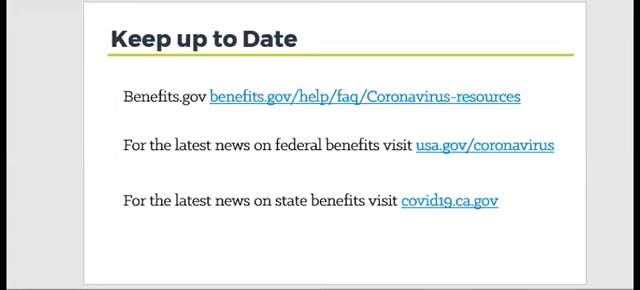 Keep up to Date
Benefits.gov benefits.gov/help/faq/Coronavirus-resources
For the latest news on federal benefits visit usa.gov/coronavirus
For the latest news on state benefits visit covid19.ca.gov